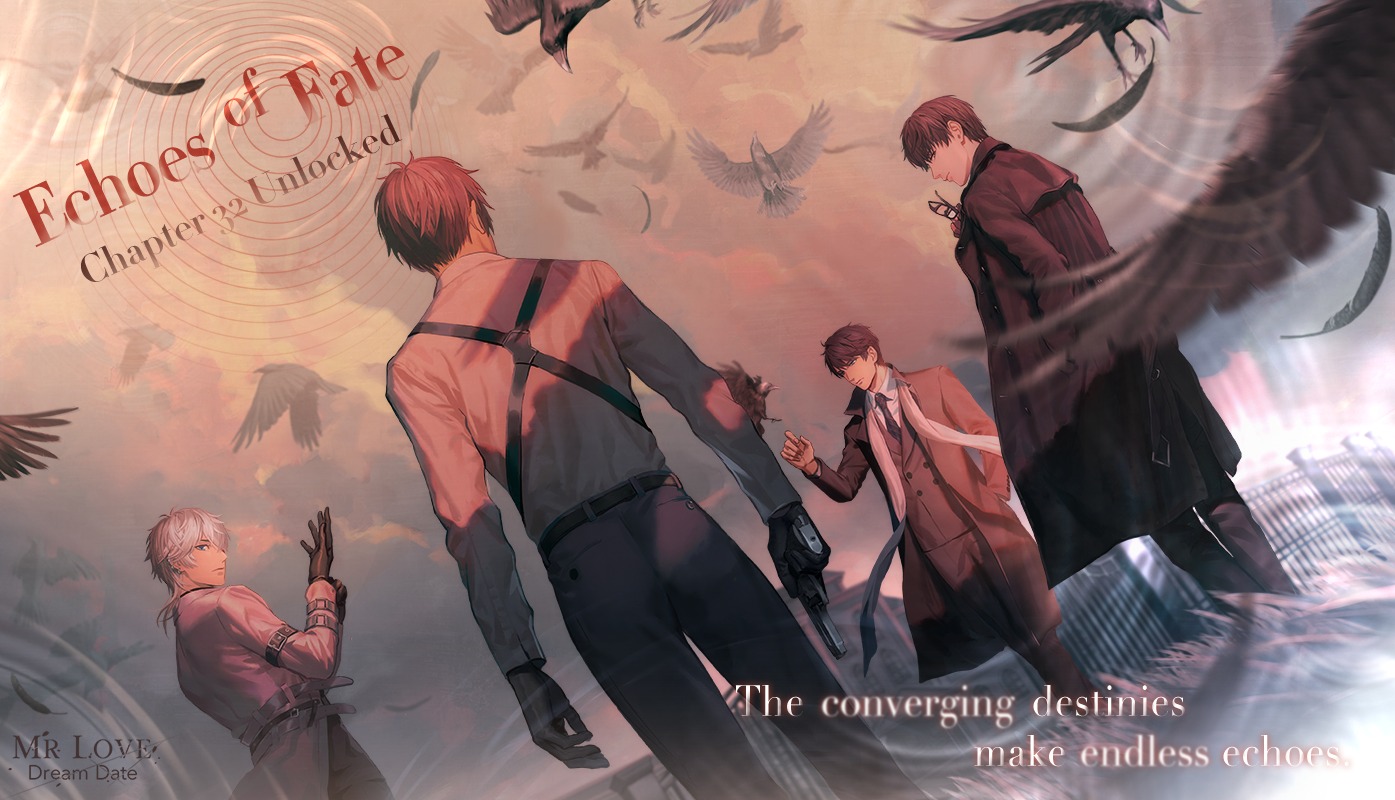 Echoes of Fate
Chapter 32 Unlocked
The converging destinies
make endless echoes.
MR LOVE
Dream Date